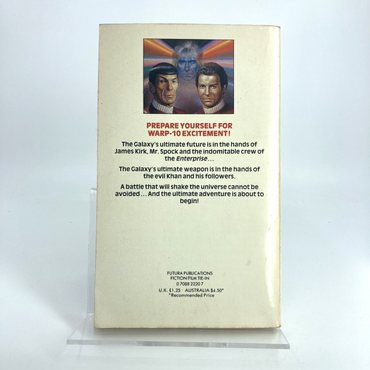 PREPARE YOURSELF FOR
WARP-10 EXCITEMENT!
The Galaxy's ultimate future is in the hands of
James Kirk, Mr. Spock and the indomitable crew of
the Enterprise...
The Galaxy's ultimate weapon is in the hands of
the evil Khan and his followers.
A battle that will shake the universe cannot be
avoided... And the ultimate adventure is about to
begin!
FUTURA PUBLICATIONS
FICTION/FILM TIE-IN
0 7088 2220 7
U.K. £1.25 · AUSTRALIA $4.50*
*Recommended Price